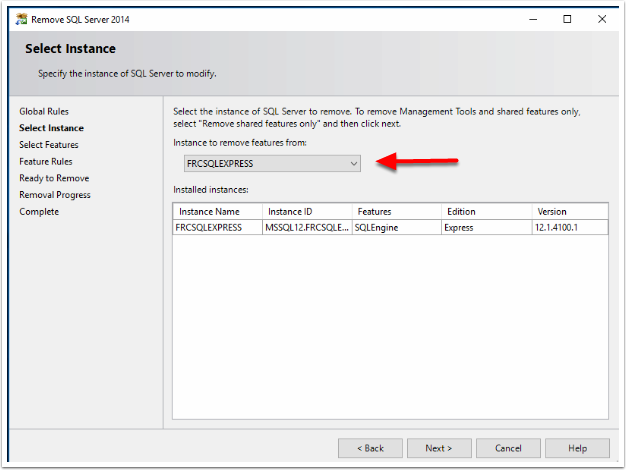 Remove SQL Server 2014
Select Instance
Specify the instance of SQL Server to modify.
Global Rules
Select Instance
Select Features
Feature Rules
Ready to Remove
Removal Progress
Complete
Select the instance of SQL Server to remove. To remove Management Tools and shared features only,
select "Remove shared features only" and then click next.
Instance to remove features from:
FRCSQLEXPRESS
Installed instances:
Instance Name Instance ID Features Edition Version
FRCSQLEXPRESS MSSQL12.FRCSQLE... SQLEngine Express 12.1.4100.1
< Back Next > Cancel Help